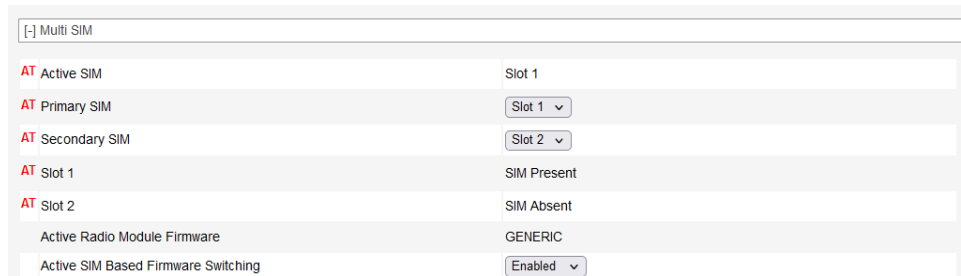 [-] Multi SIM
AT Active SIM Slot 1
AT Primary SIM Slot 1
AT Secondary SIM Slot 2
AT Slot 1 SIM Present
AT Slot 2 SIM Absent
Active Radio Module Firmware GENERIC
Active SIM Based Firmware Switching Enabled